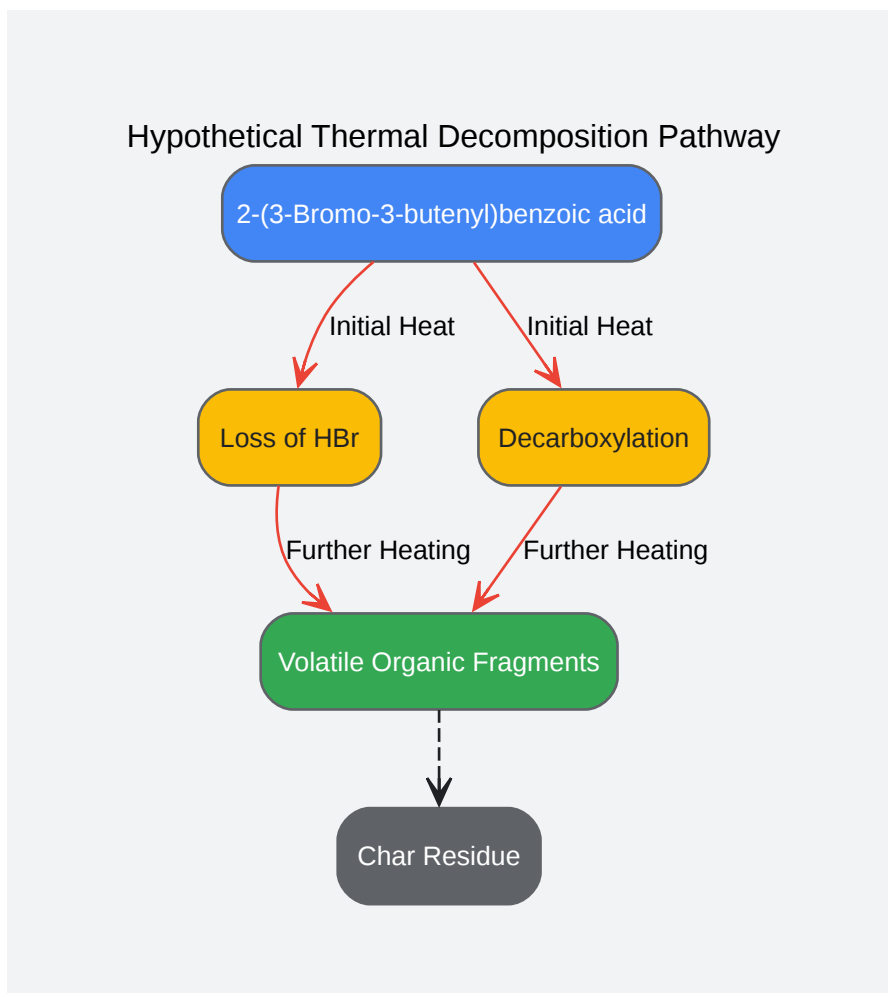 Hypothetical Thermal Decomposition Pathway
2-(3-Bromo-3-butenyl)benzoic acid
Initial Heat
Initial Heat
Loss of HBr
Decarboxylation
Further Heating
Further Heating
Volatile Organic Fragments
Char Residue